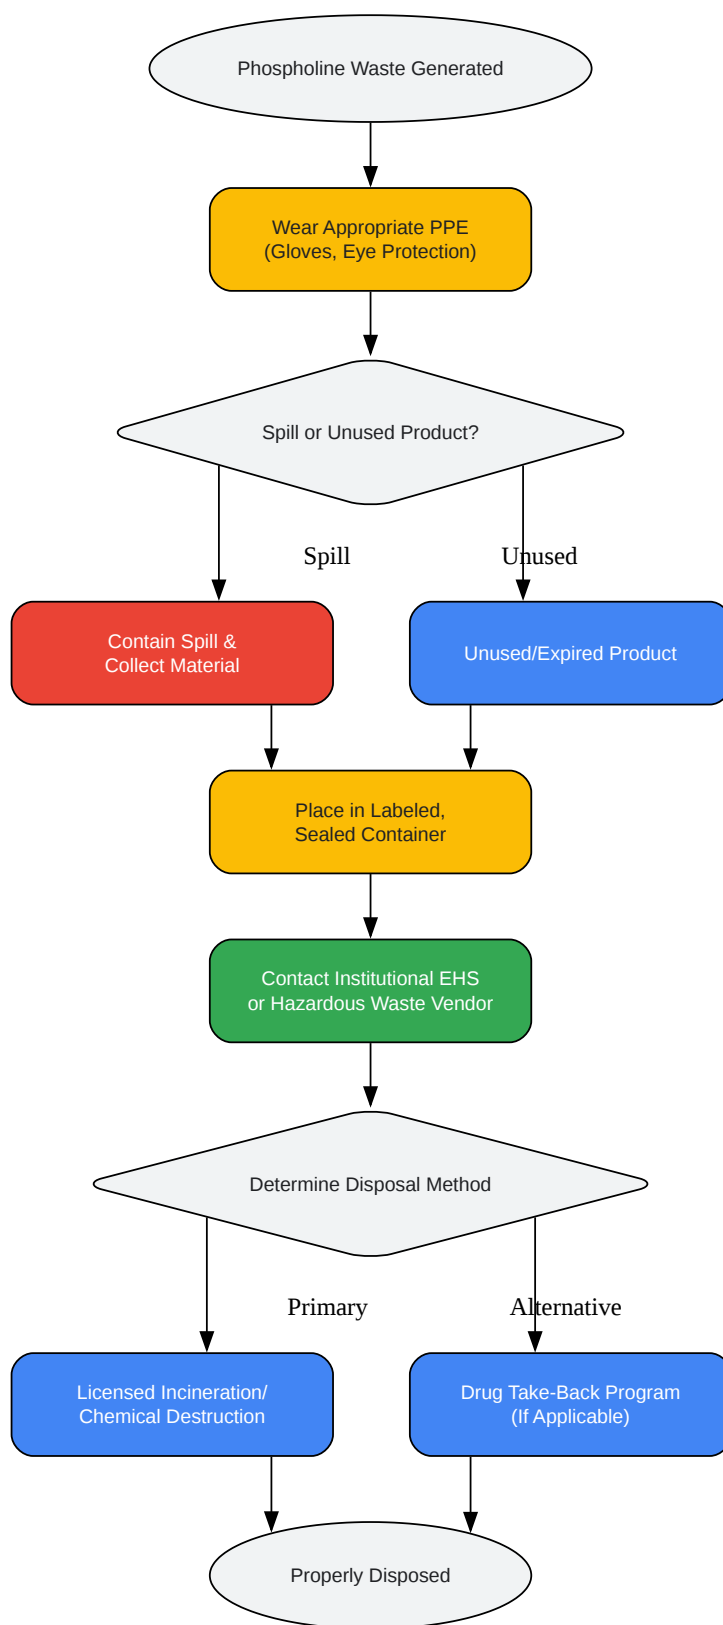 Phospholine Waste Generated
Wear Appropriate PPE
(Gloves, Eye Protection)
Spill or Unused Product?
Spill
Unused
Contain Spill &
Collect Material
Unused/Expired Product
Place in Labeled,
Sealed Container
Contact Institutional EHS
or Hazardous Waste Vendor
Determine Disposal Method
Primary
Alternative
Licensed Incineration/
Chemical Destruction
Drug Take-Back Program
(If Applicable)
Properly Disposed